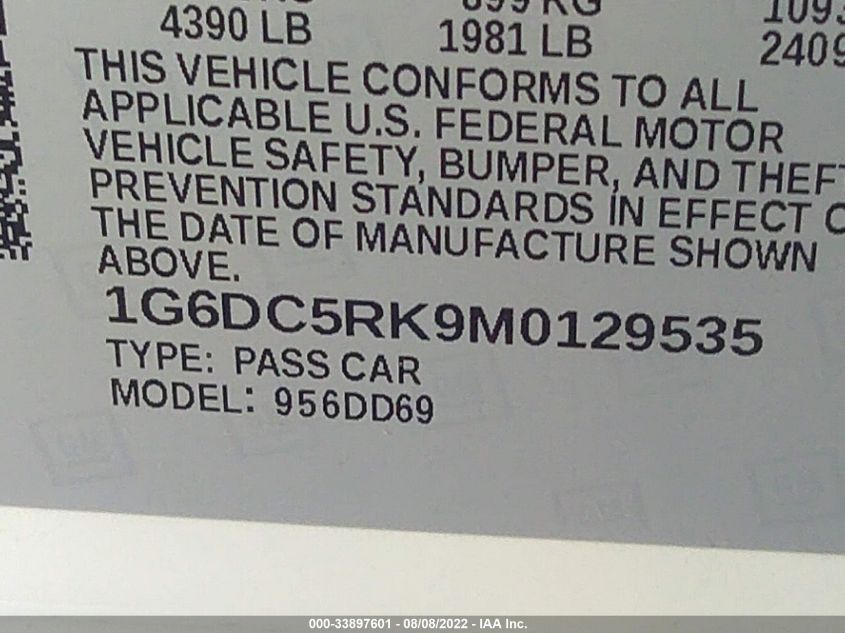 4390 LB 1981 LB 2409
THIS VEHICLE CONFORMS TO ALL
APPLICABLE U.S. FEDERAL MOTOR
VEHICLE SAFETY, BUMPER, AND THEFT
PREVENTION STANDARDS IN EFFECT O
THE DATE OF MANUFACTURE SHOWN
ABOVE.
1G6DC5RK9M0129535
TYPE: PASS CAR
MODEL: 956DD69
000-33897601 - 08/08/2022 - IAA Inc.